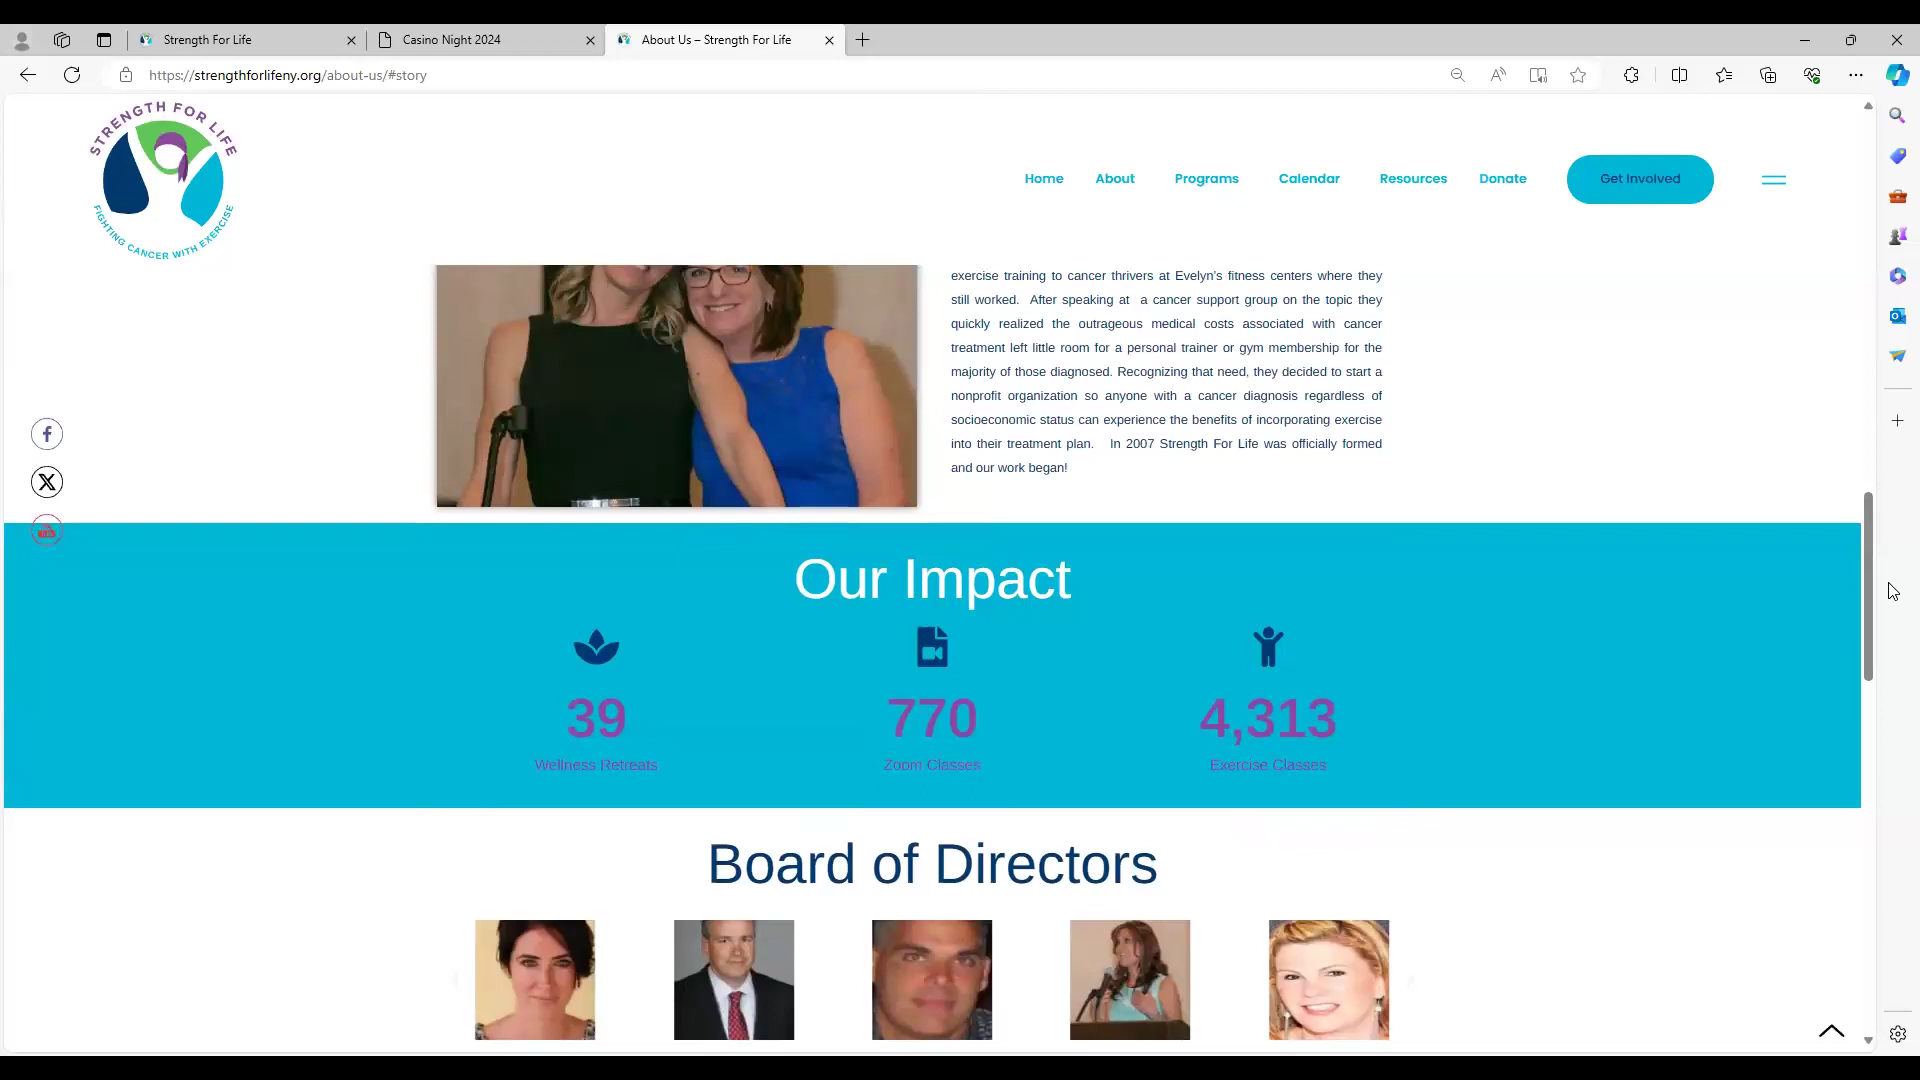 Strength For Life
Casino Night 2024
About Us – Strength For Life
https://strengthforlifeny.org/about-us/#story
STRENGTH FOR LIFE
FIGHTING CANCER WITH EXERCISE
Home About Programs Calendar Resources Donate Get Involved
exercise training to cancer thrivers at Evelyn's fitness centers where they
still worked. After speaking at a cancer support group on the topic they
quickly realized the outrageous medical costs associated with cancer
treatment left little room for a personal trainer or gym membership for the
majority of those diagnosed. Recognizing that need, they decided to start a
nonprofit organization so anyone with a cancer diagnosis regardless of
socioeconomic status can experience the benefits of incorporating exercise
into their treatment plan. In 2007 Strength For Life was officially formed
and our work began!
Our Impact
39 770 4,313
Wellness Retreats Zoom Classes Exercise Classes
Board of Directors